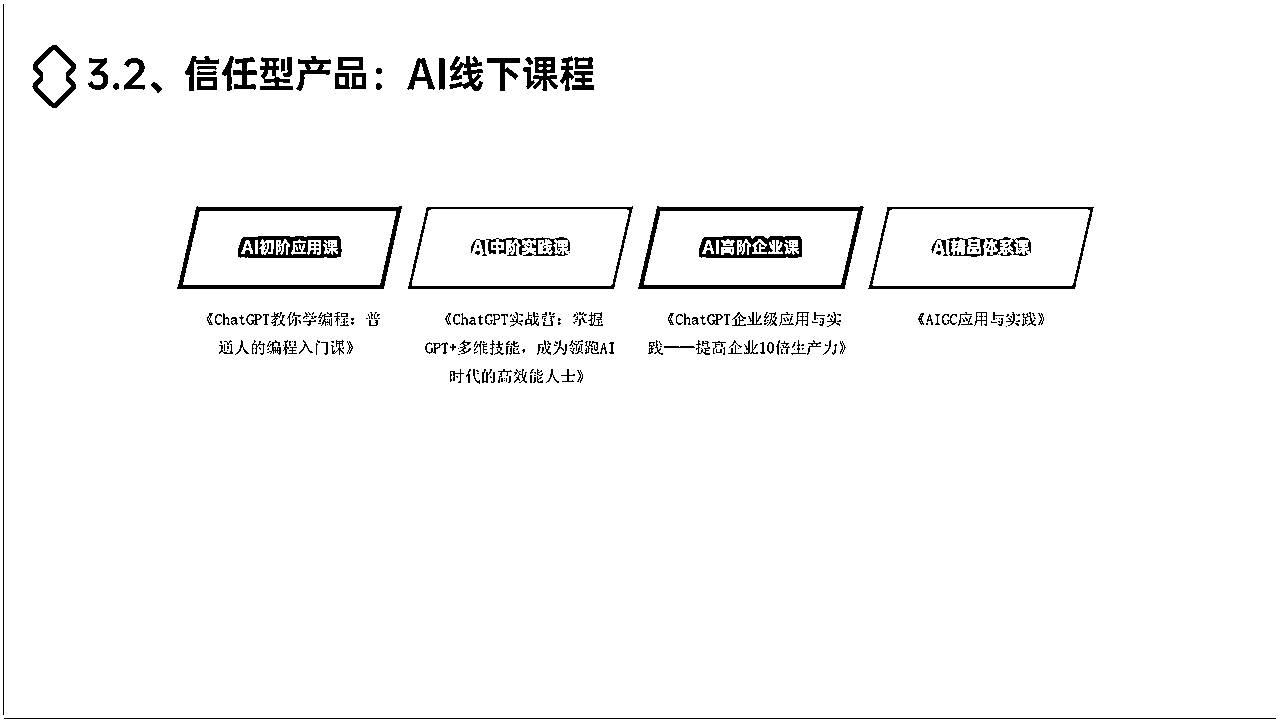 3.2、信任型产品：AI线下课程
AI初阶应用课
AI中阶实践课
AI高阶企业课
AI精品体系课
《ChatGPT教你学编程：普
通人的编程入门课》
《ChatGPT实战营：掌握
GPT+多维技能，成为领跑AI
时代的高效能人士》
《ChatGPT企业级应用与实
践——提高企业10倍生产力》
《AIGC应用与实践》